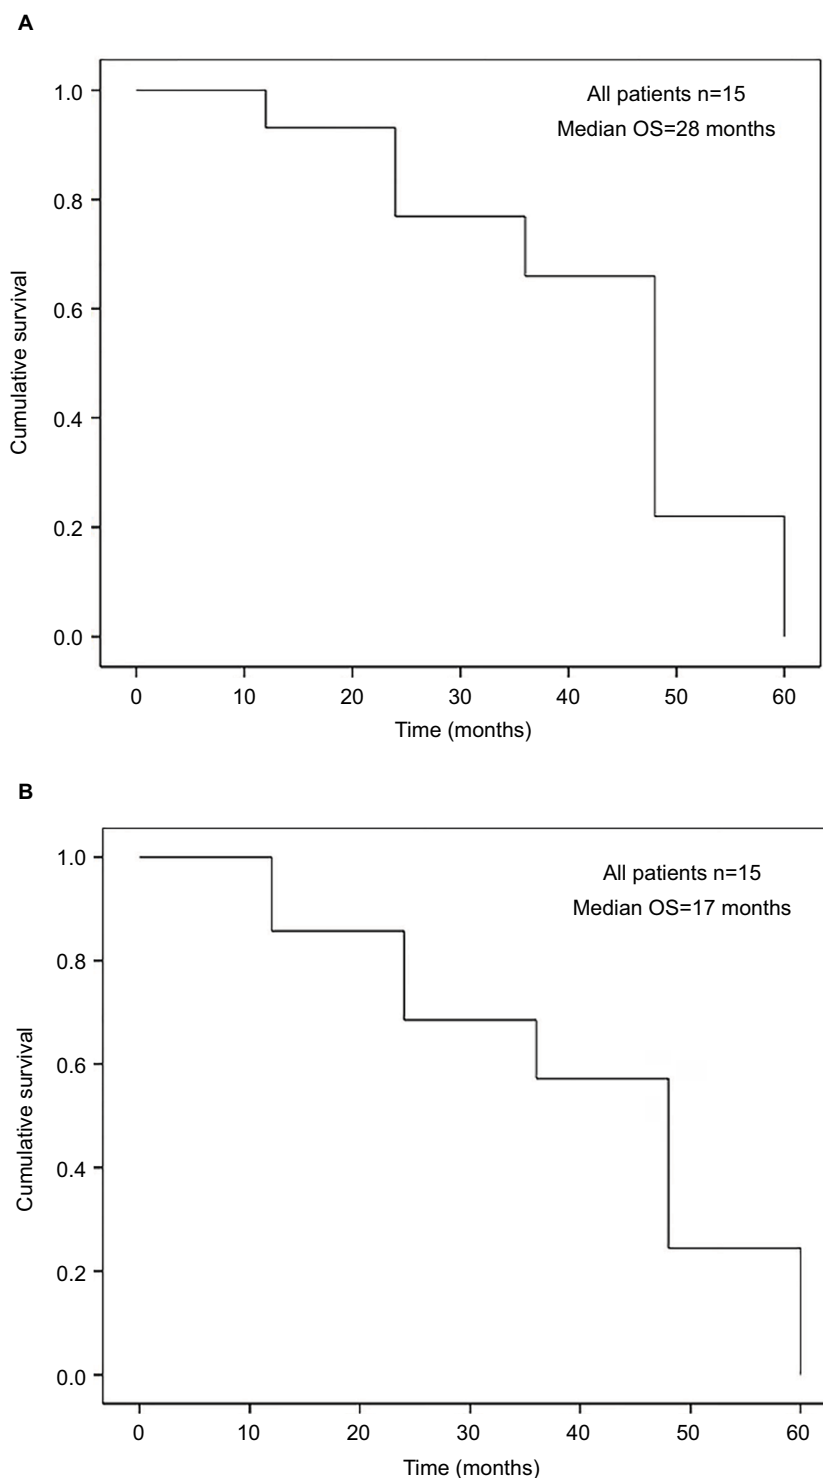 A
All patients n=15
Median OS=28 months
1.0
0.8
0.6
0.4
0.2
0.0
Cumulative survival
0 10 20 30 40 50 60
Time (months)
B
All patients n=15
Median OS=17 months
1.0
0.8
0.6
0.4
0.2
0.0
Cumulative survival
0 10 20 30 40 50 60
Time (months)